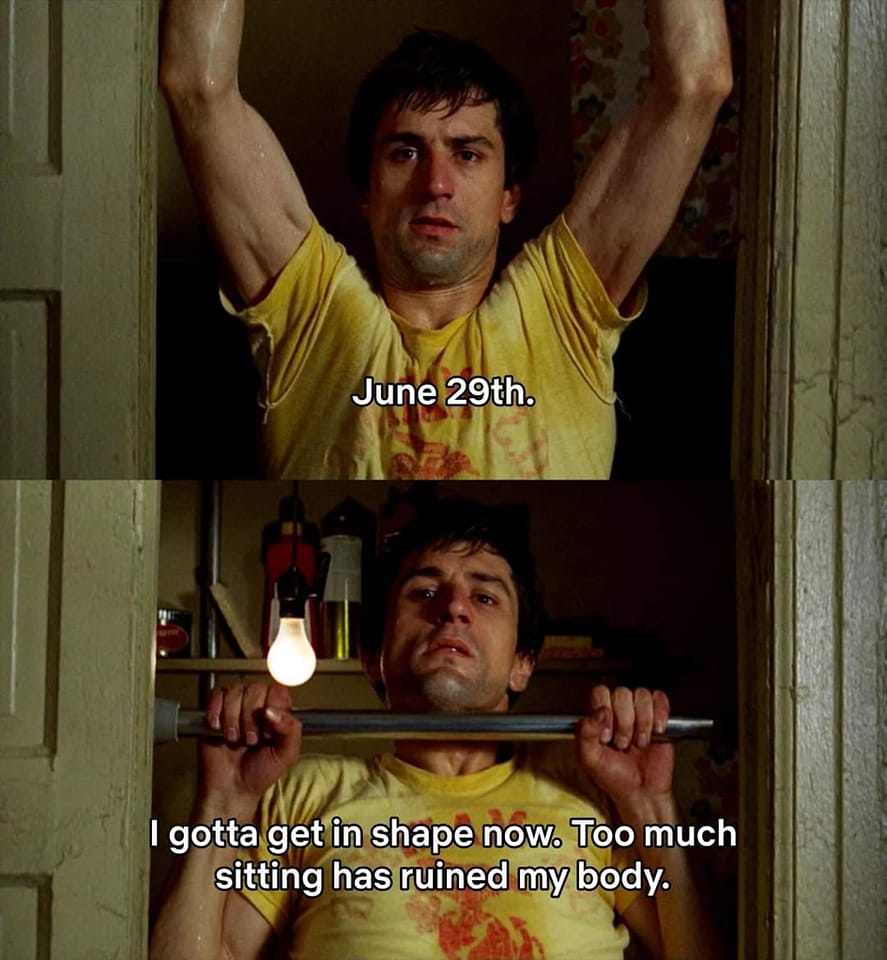 June 29th.
I gotta get in shape now. Too much
sitting has ruined my body.